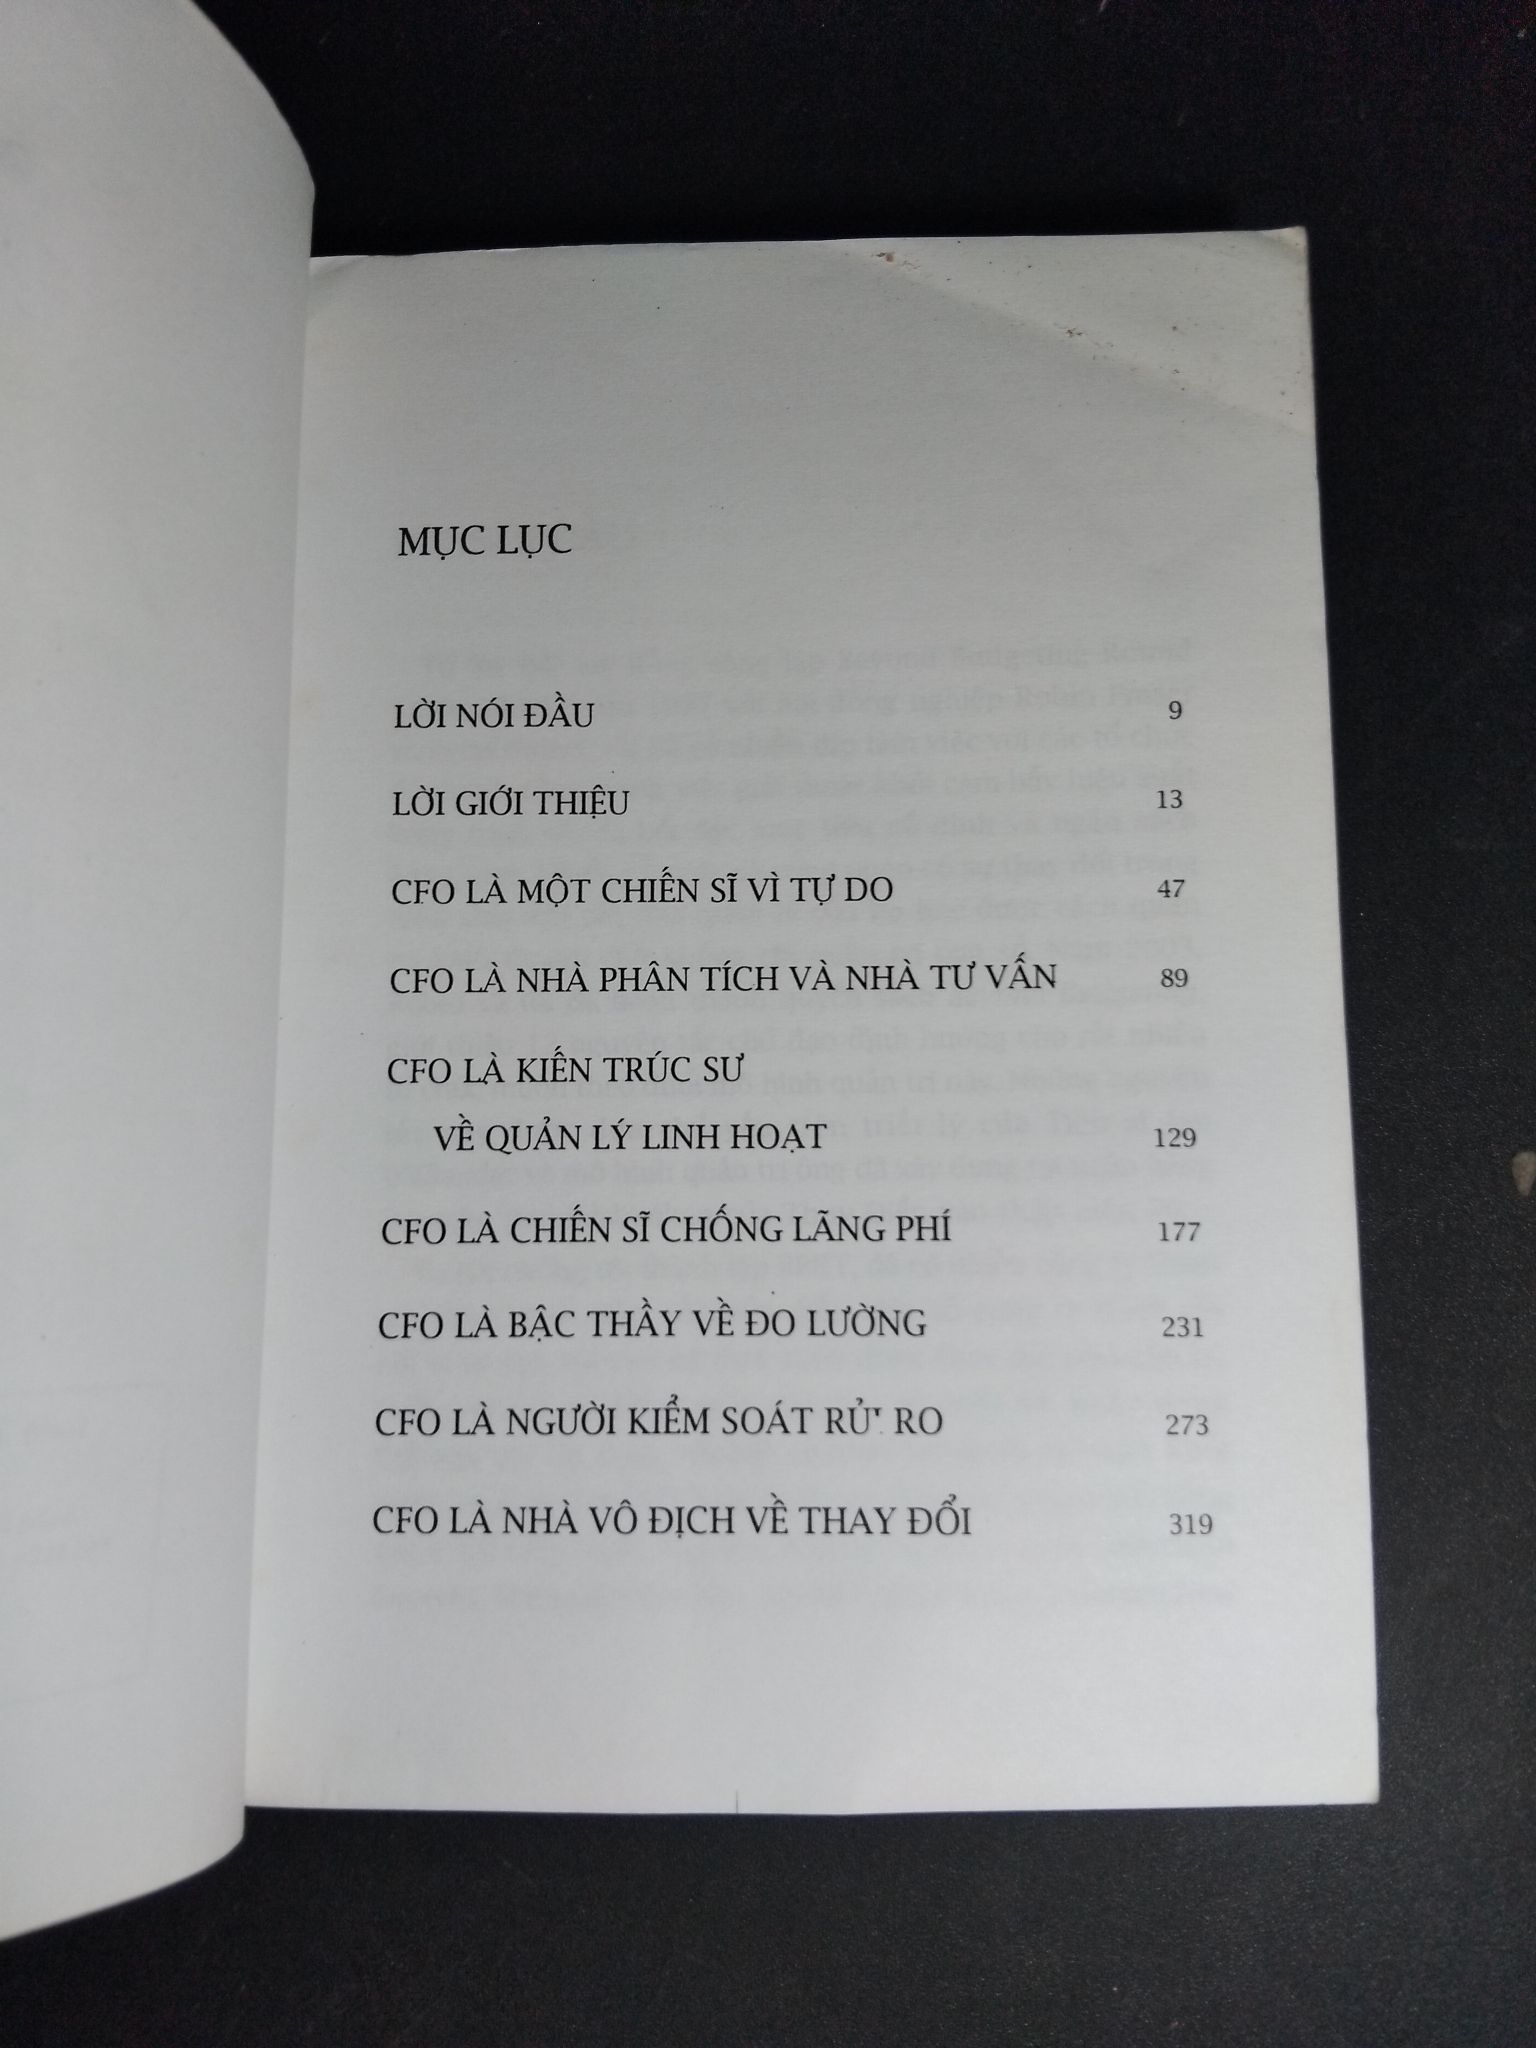 MỤC LỤC
LỜI NÓI ĐẦU 9
LỜI GIỚI THIỆU 13
CFO LÀ MỘT CHIẾN SĨ VÌ TỰ DO 47
CFO LÀ NHÀ PHÂN TÍCH VÀ NHÀ TƯ VẤN 89
CFO LÀ KIẾN TRÚC SƯ
VỀ QUẢN LÝ LINH HOẠT 129
CFO LÀ CHIẾN SĨ CHỐNG LÃNG PHÍ 177
CFO LÀ BẬC THẦY VỀ ĐO LƯỜNG 231
CFO LÀ NGƯỜI KIỂM SOÁT RỦI RO 273
CFO LÀ NHÀ VÔ ĐỊCH VỀ THAY ĐỔI 319